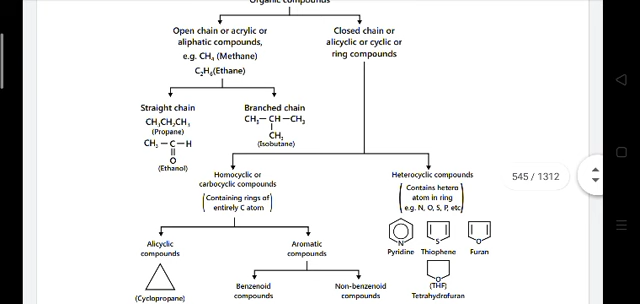 Organic compounds
Open chain or acrylic or
aliphatic compounds,
e.g. CH₄ (Methane)
C₂H₆(Ethane)
Closed chain or
alicyclic or cyclic or
ring compounds
Straight chain
CH₃CH₂CH₃
(Propane)
CH₃ — C — H
O
(Ethanol)
Branched chain
CH₃ — CH — CH₃
CH₃
(Isobutane)
Homocyclic or
carbocyclic compounds
(Containing rings of
entirely C atom)
Heterocyclic compounds
(Contains hetero
atom in ring
e.g. N, O, S, P, etc)
545 / 1312
N
S
O
Pyridine Thiophene Furan
O
(THF)
Tetrahydrofuran
Alicyclic
compounds
(Cyclopropane)
Aromatic
compounds
Benzenoid
compounds
Non-benzenoid
compounds